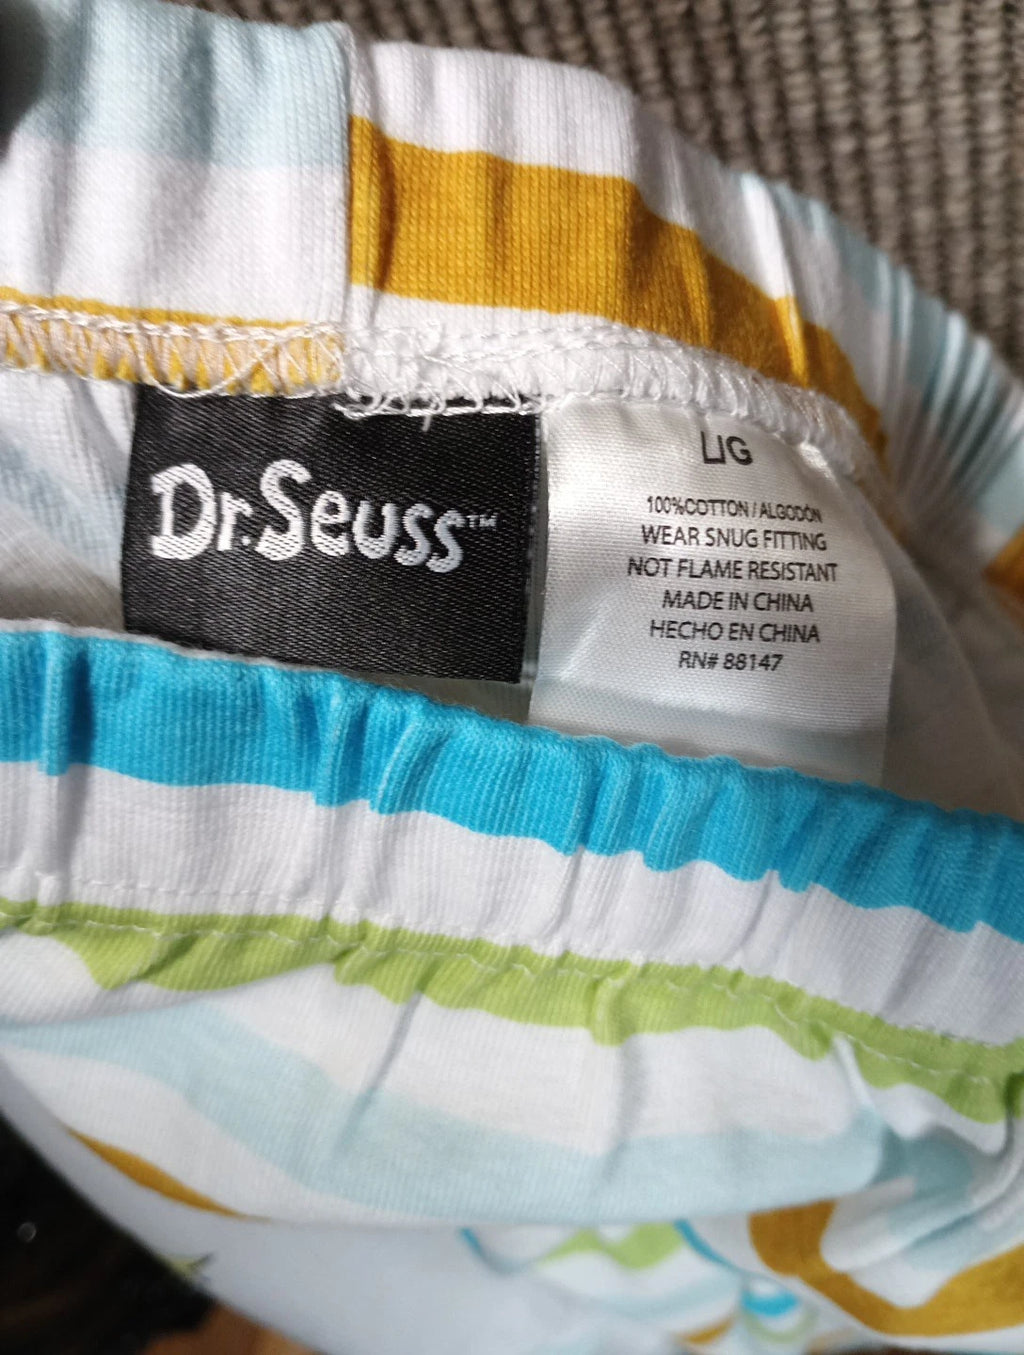 Dr. Seuss™
L/G
100%COTTON / ALGODÓN
WEAR SNUG FITTING
NOT FLAME RESISTANT
MADE IN CHINA
HECHO EN CHINA
RN# 88147